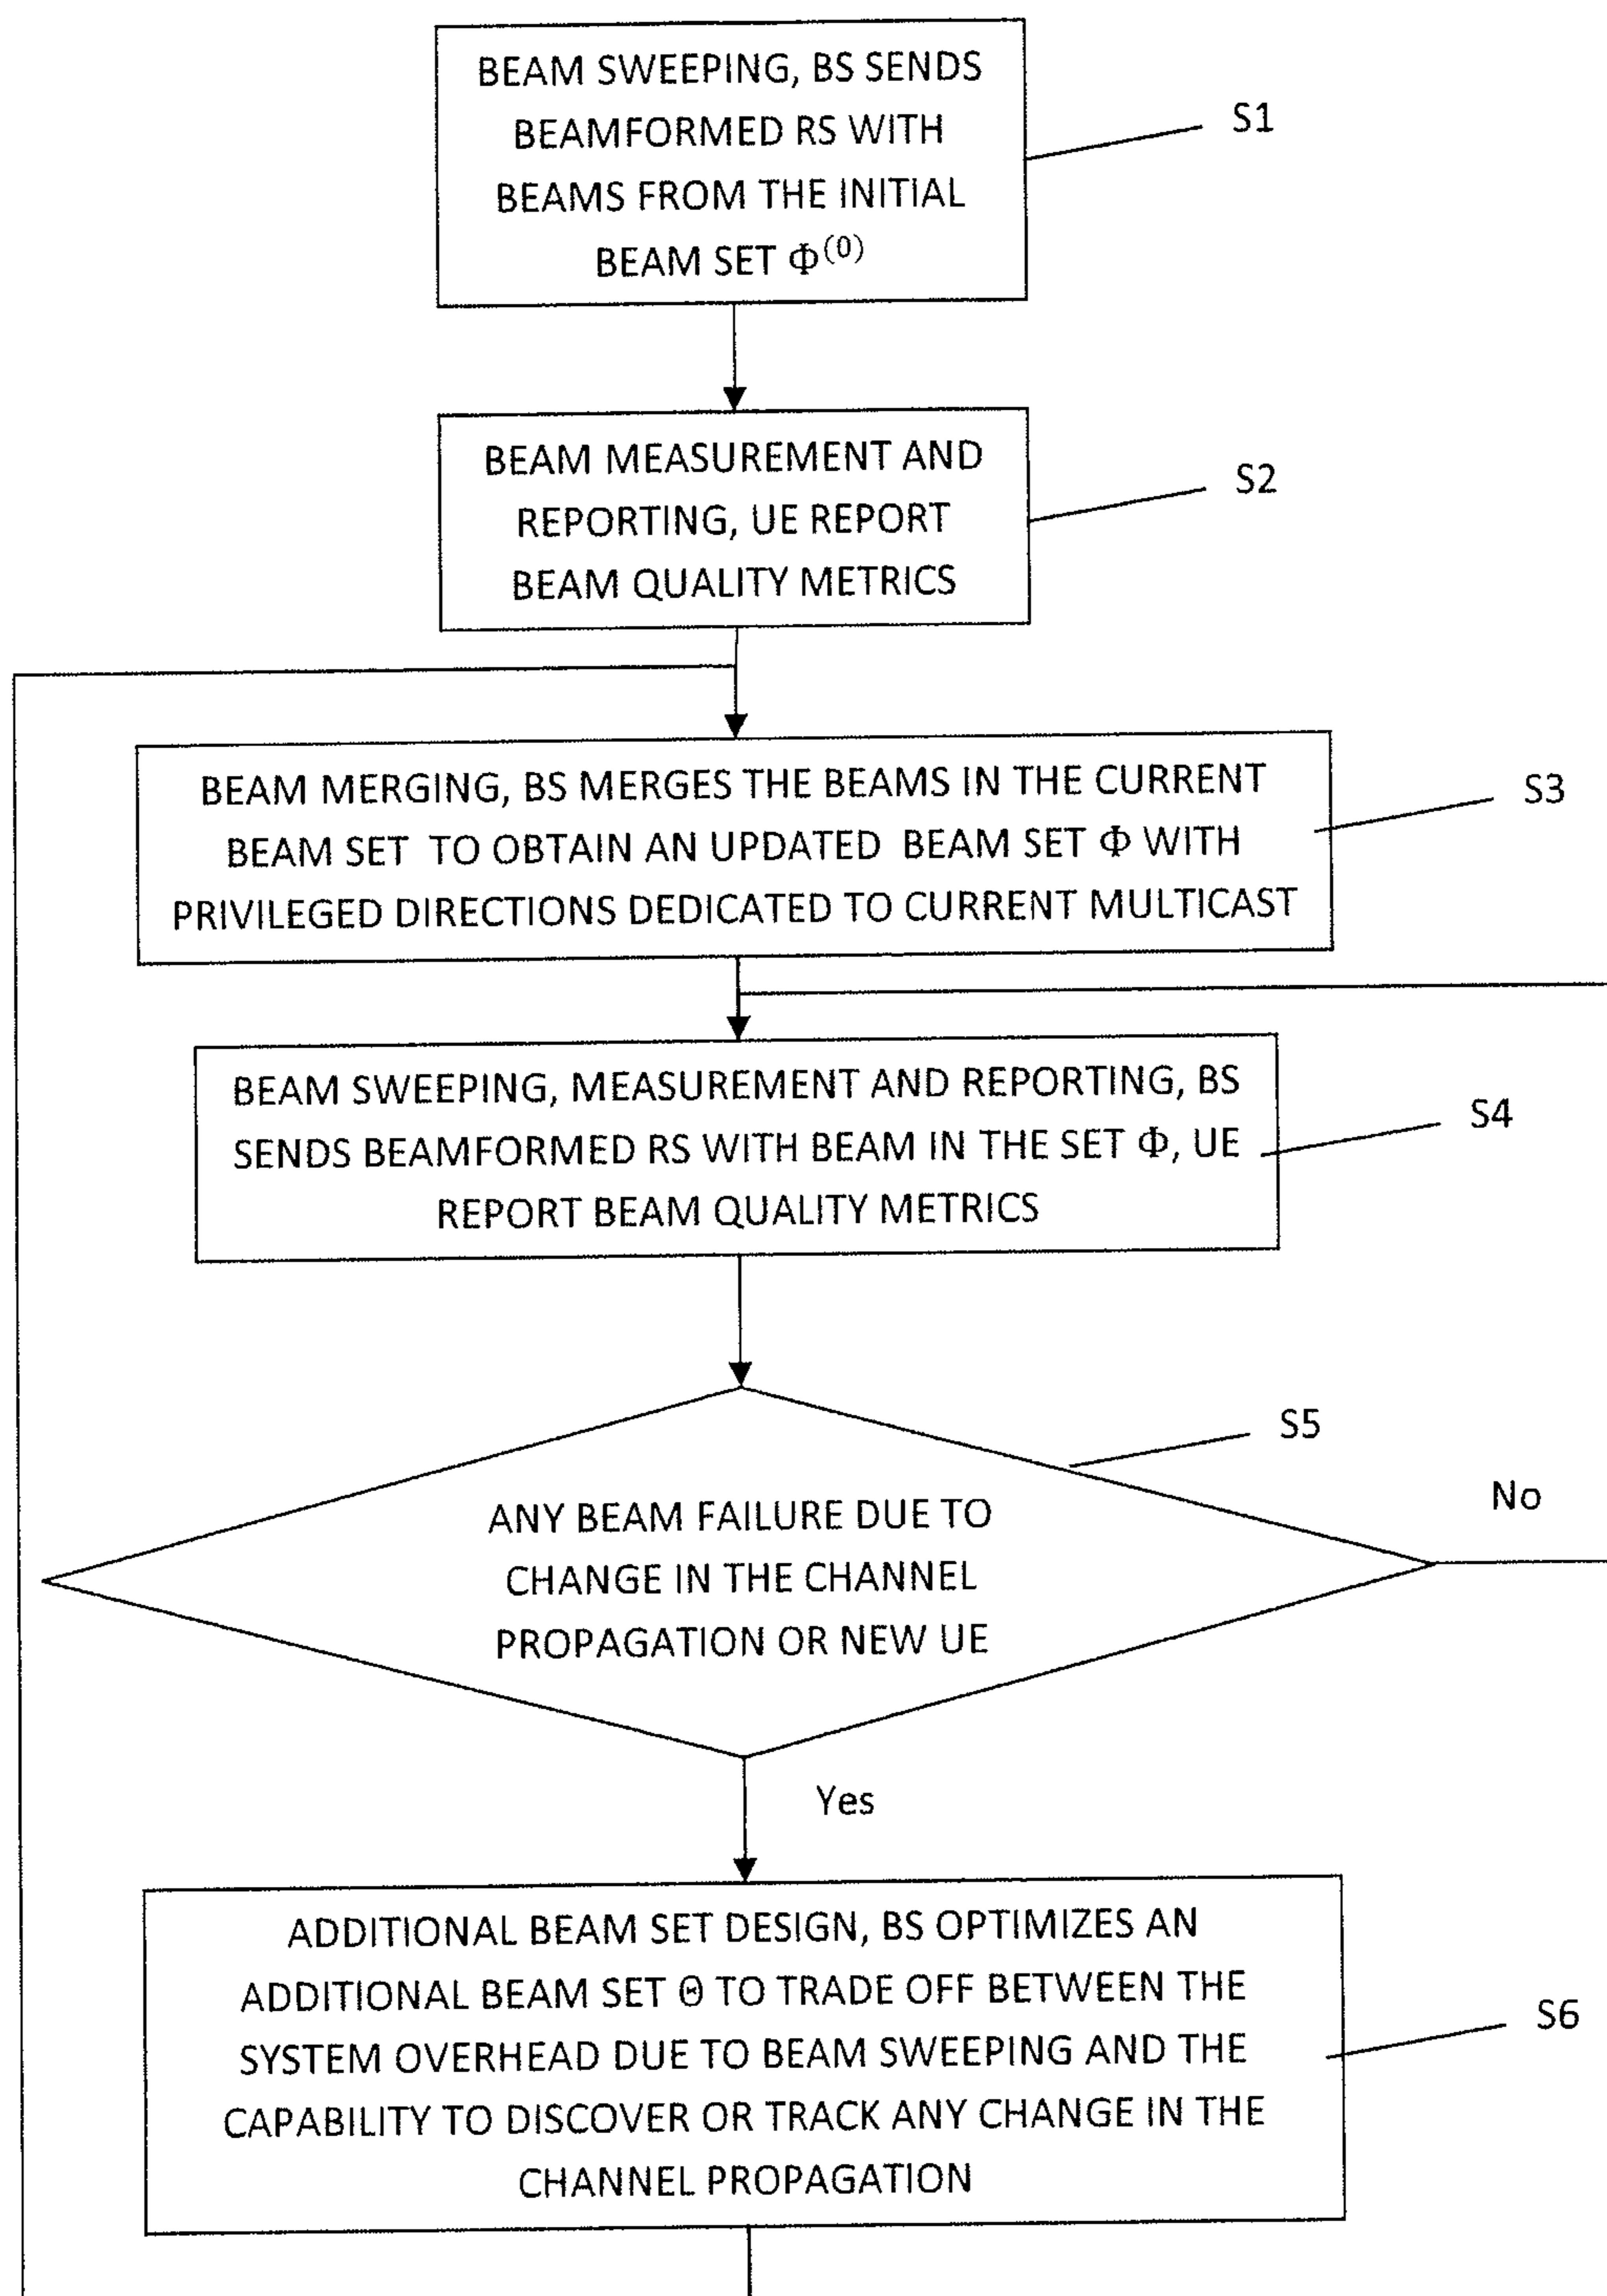 BEAM SWEEPING, BS SENDS
BEAMFORMED RS WITH
BEAMS FROM THE INITIAL
BEAM SET Φ⁽⁰⁾
S1
BEAM MEASUREMENT AND
REPORTING, UE REPORT
BEAM QUALITY METRICS
S2
BEAM MERGING, BS MERGES THE BEAMS IN THE CURRENT
BEAM SET TO OBTAIN AN UPDATED BEAM SET Φ WITH
PRIVILEGED DIRECTIONS DEDICATED TO CURRENT MULTICAST
S3
BEAM SWEEPING, MEASUREMENT AND REPORTING, BS
SENDS BEAMFORMED RS WITH BEAM IN THE SET Φ, UE
REPORT BEAM QUALITY METRICS
S4
ANY BEAM FAILURE DUE TO
CHANGE IN THE CHANNEL
PROPAGATION OR NEW UE
S5
No
Yes
ADDITIONAL BEAM SET DESIGN, BS OPTIMIZES AN
ADDITIONAL BEAM SET Θ TO TRADE OFF BETWEEN THE
SYSTEM OVERHEAD DUE TO BEAM SWEEPING AND THE
CAPABILITY TO DISCOVER OR TRACK ANY CHANGE IN THE
CHANNEL PROPAGATION
S6